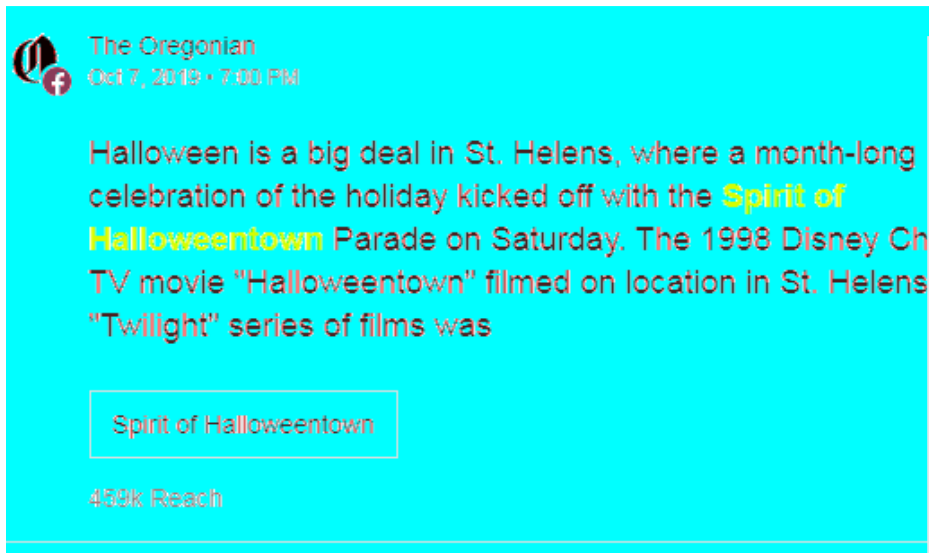 The Oregonian
Oct 7, 2019 • 7:00 PM
Halloween is a big deal in St. Helens, where a month-long
celebration of the holiday kicked off with the Spirit of
Halloweentown Parade on Saturday. The 1998 Disney Ch
TV movie "Halloweentown" filmed on location in St. Helens
"Twilight" series of films was
Spirit of Halloweentown
459k Reach